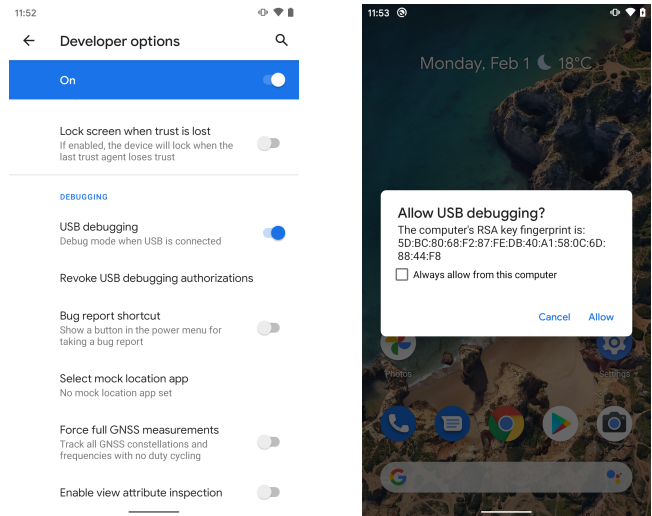 11:52
Developer options
On
Lock screen when trust is lost
If enabled, the device will lock when the
last trust agent loses trust
DEBUGGING
USB debugging
Debug mode when USB is connected
Revoke USB debugging authorizations
Bug report shortcut
Show a button in the power menu for
taking a bug report
Select mock location app
No mock location app set
Force full GNSS measurements
Track all GNSS constellations and
frequencies with no duty cycling
Enable view attribute inspection
11:53
Monday, Feb 1 18°C
Allow USB debugging?
The computer's RSA key fingerprint is:
5D:BC:80:68:F2:87:FE:DB:40:A1:58:0C:6D:
88:44:F8
Always allow from this computer
Cancel Allow
Photos Settings